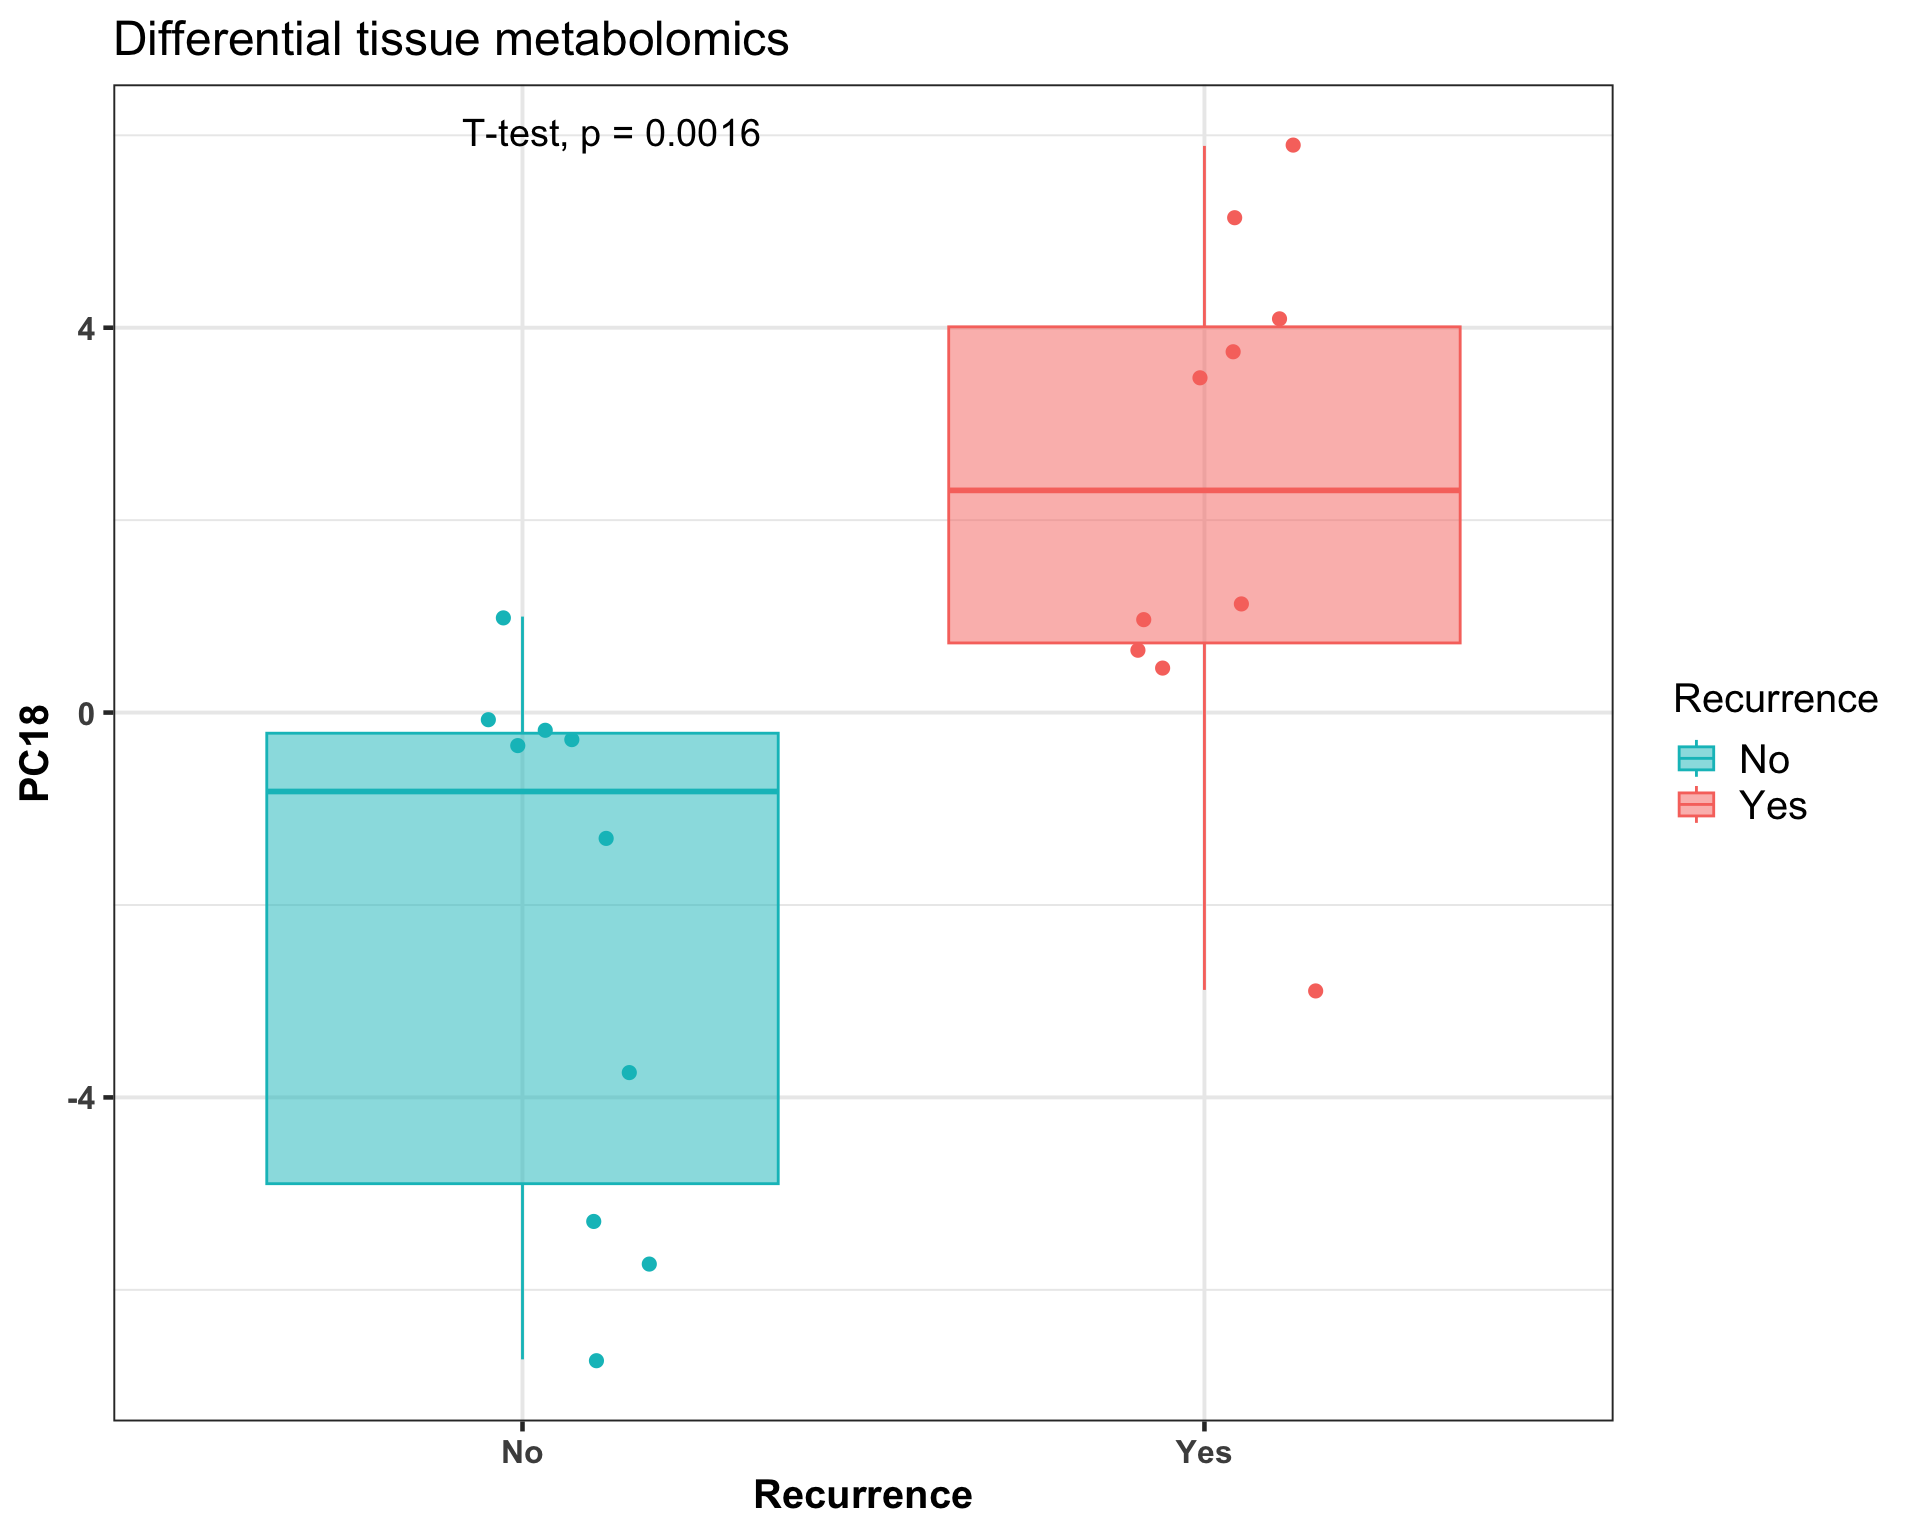 Differential tissue metabolomics
T-test, p = 0.0016
4
0
-4
PC18
No
Yes
Recurrence
Recurrence
No
Yes